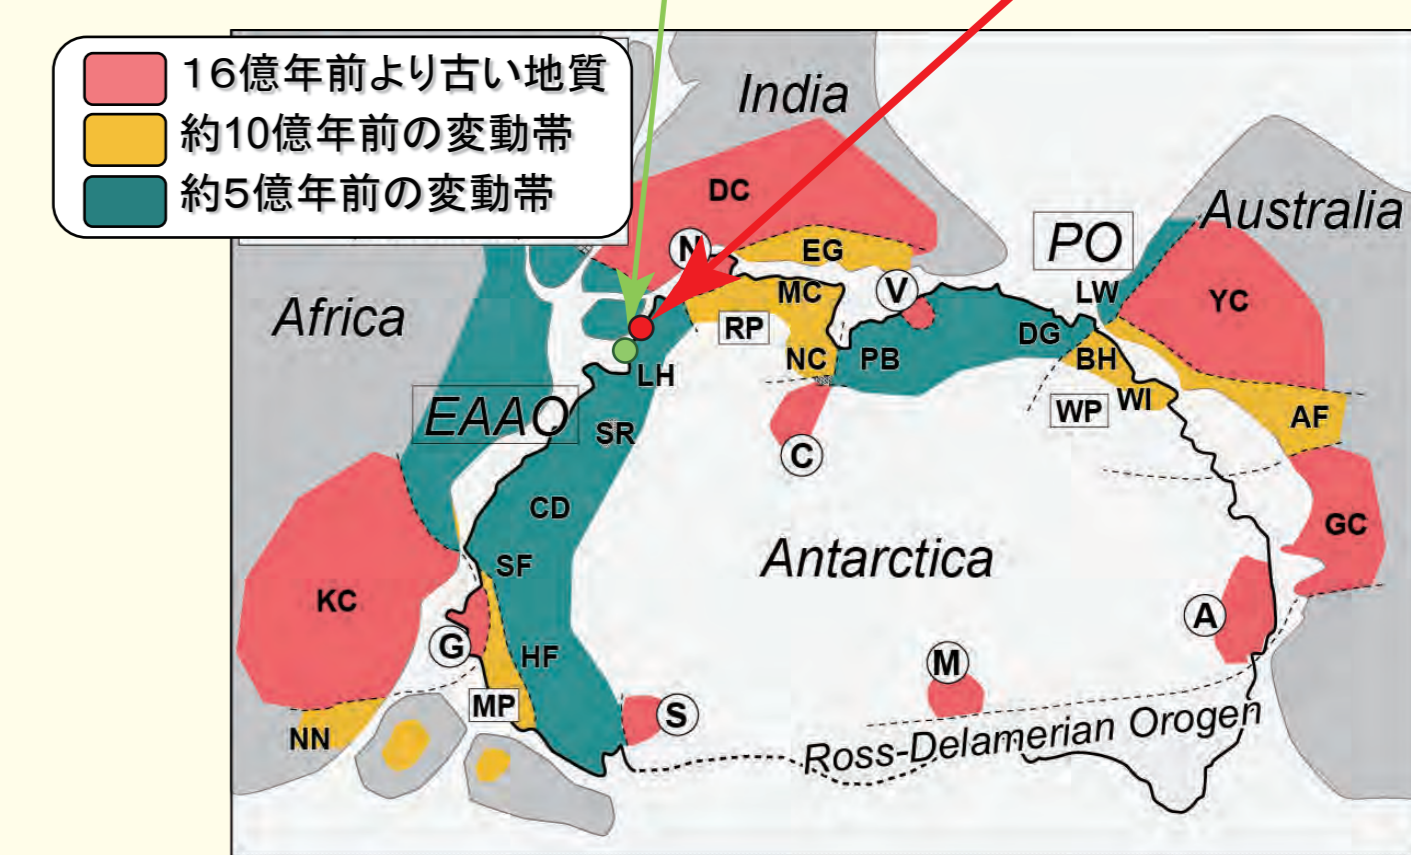 16億年前より古い地質
約10億年前の変動帯
約5億年前の変動帯
India
DC
N
EG
PO
Australia
Africa
MC
V
LW
YC
RP
DG
LH
NC
PB
BH
EAAO
SR
WP
WI
AF
C
CD
GC
Antarctica
SF
KC
A
G
HF
M
MP
S
NN
Ross-Delamerian Orogen